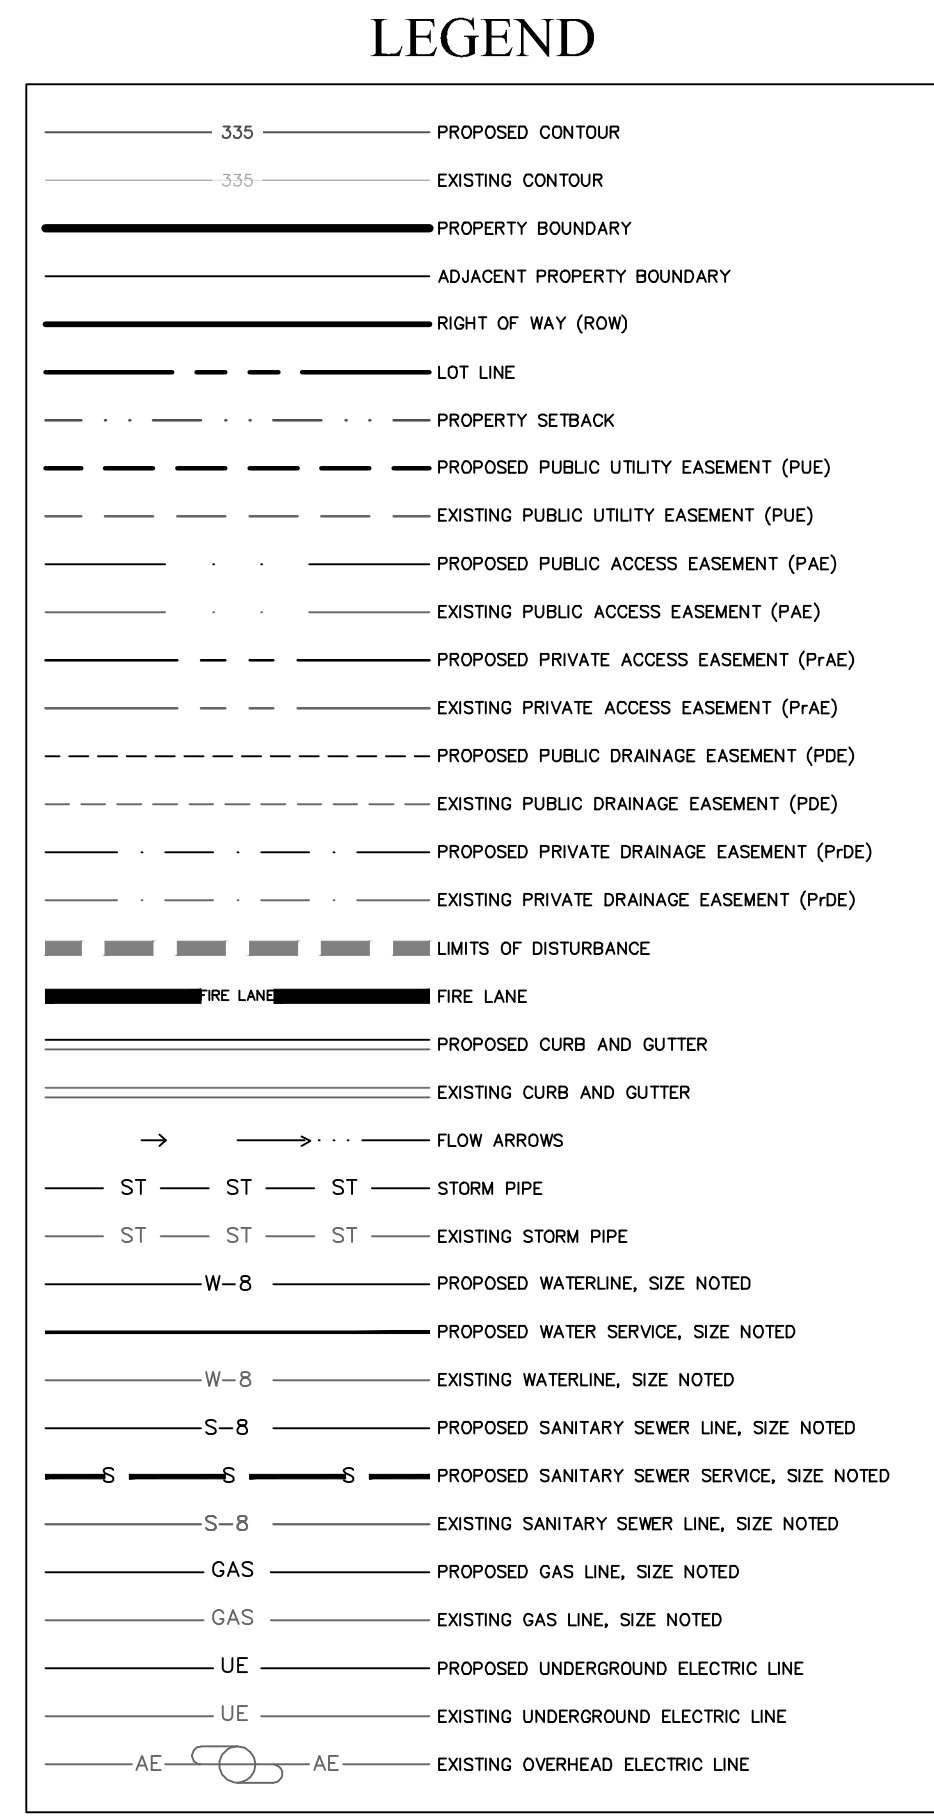 LEGEND
335 PROPOSED CONTOUR
335 EXISTING CONTOUR
PROPERTY BOUNDARY
ADJACENT PROPERTY BOUNDARY
RIGHT OF WAY (ROW)
LOT LINE
PROPERTY SETBACK
PROPOSED PUBLIC UTILITY EASEMENT (PUE)
EXISTING PUBLIC UTILITY EASEMENT (PUE)
PROPOSED PUBLIC ACCESS EASEMENT (PAE)
EXISTING PUBLIC ACCESS EASEMENT (PAE)
PROPOSED PRIVATE ACCESS EASEMENT (PrAE)
EXISTING PRIVATE ACCESS EASEMENT (PrAE)
PROPOSED PUBLIC DRAINAGE EASEMENT (PDE)
EXISTING PUBLIC DRAINAGE EASEMENT (PDE)
PROPOSED PRIVATE DRAINAGE EASEMENT (PrDE)
EXISTING PRIVATE DRAINAGE EASEMENT (PrDE)
LIMITS OF DISTURBANCE
FIRE LANE FIRE LANE
PROPOSED CURB AND GUTTER
EXISTING CURB AND GUTTER
FLOW ARROWS
ST ST ST STORM PIPE
ST ST ST EXISTING STORM PIPE
W-8 PROPOSED WATERLINE, SIZE NOTED
PROPOSED WATER SERVICE, SIZE NOTED
W-8 EXISTING WATERLINE, SIZE NOTED
S-8 PROPOSED SANITARY SEWER LINE, SIZE NOTED
S S S PROPOSED SANITARY SEWER SERVICE, SIZE NOTED
S-8 EXISTING SANITARY SEWER LINE, SIZE NOTED
GAS PROPOSED GAS LINE, SIZE NOTED
GAS EXISTING GAS LINE, SIZE NOTED
UE PROPOSED UNDERGROUND ELECTRIC LINE
UE EXISTING UNDERGROUND ELECTRIC LINE
AE AE EXISTING OVERHEAD ELECTRIC LINE